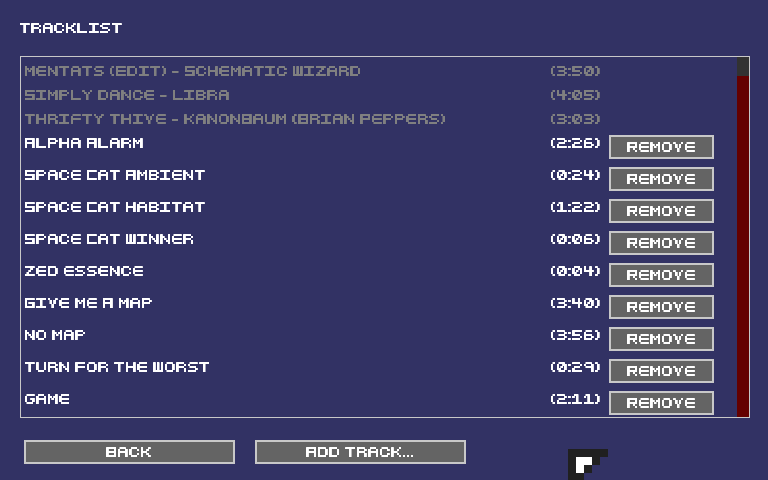 TRACKLIST
MENTATS (EDIT) - SCHEMATIC WIZARD (3:50)
SIMPLY DANCE - LIBRA (4:05)
THRIFTY THIVE - KANONBAUM (BRIAN PEPPERS) (3:03)
ALPHA ALARM (2:26) REMOVE
SPACE CAT AMBIENT (0:24) REMOVE
SPACE CAT HABITAT (1:22) REMOVE
SPACE CAT WINNER (0:06) REMOVE
ZED ESSENCE (0:04) REMOVE
GIVE ME A MAP (3:40) REMOVE
NO MAP (3:56) REMOVE
TURN FOR THE WORST (0:29) REMOVE
GAME (2:11) REMOVE
BACK ADD TRACK...